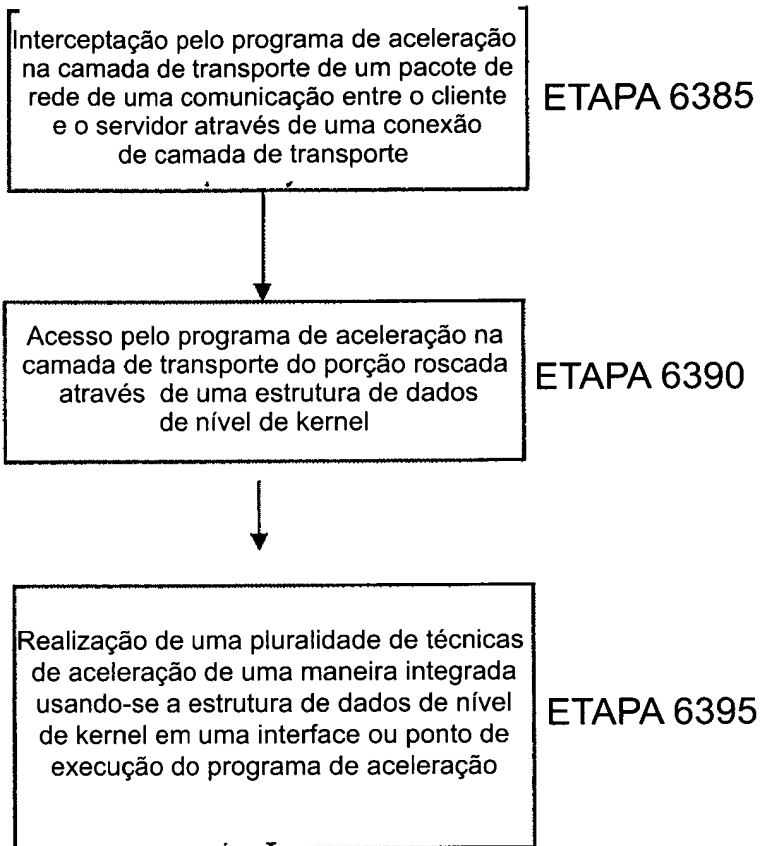 Interceptação pelo programa de aceleração
na camada de transporte de um pacote de
rede de uma comunicação entre o cliente
e o servidor através de uma conexão
de camada de transporte
ETAPA 6385
Acesso pelo programa de aceleração na
camada de transporte do porção roscada
através de uma estrutura de dados
de nível de kernel
ETAPA 6390
Realização de uma pluralidade de técnicas
de aceleração de uma maneira integrada
usando-se a estrutura de dados de nível
de kernel em uma interface ou ponto de
execução do programa de aceleração
ETAPA 6395